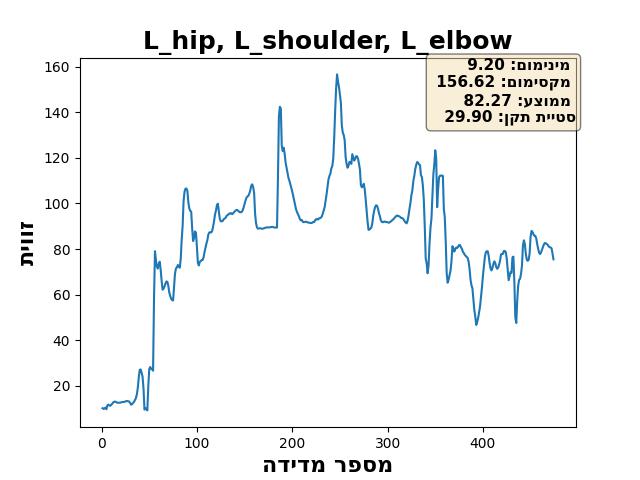 L_hip, L_shoulder, L_elbow
מינימום: 9.20
מקסימום: 156.62
ממוצע: 82.27
סטיית תקן: 29.90
זווית
160
140
120
100
80
60
40
20
0
100
200
300
400
מספר מדידה